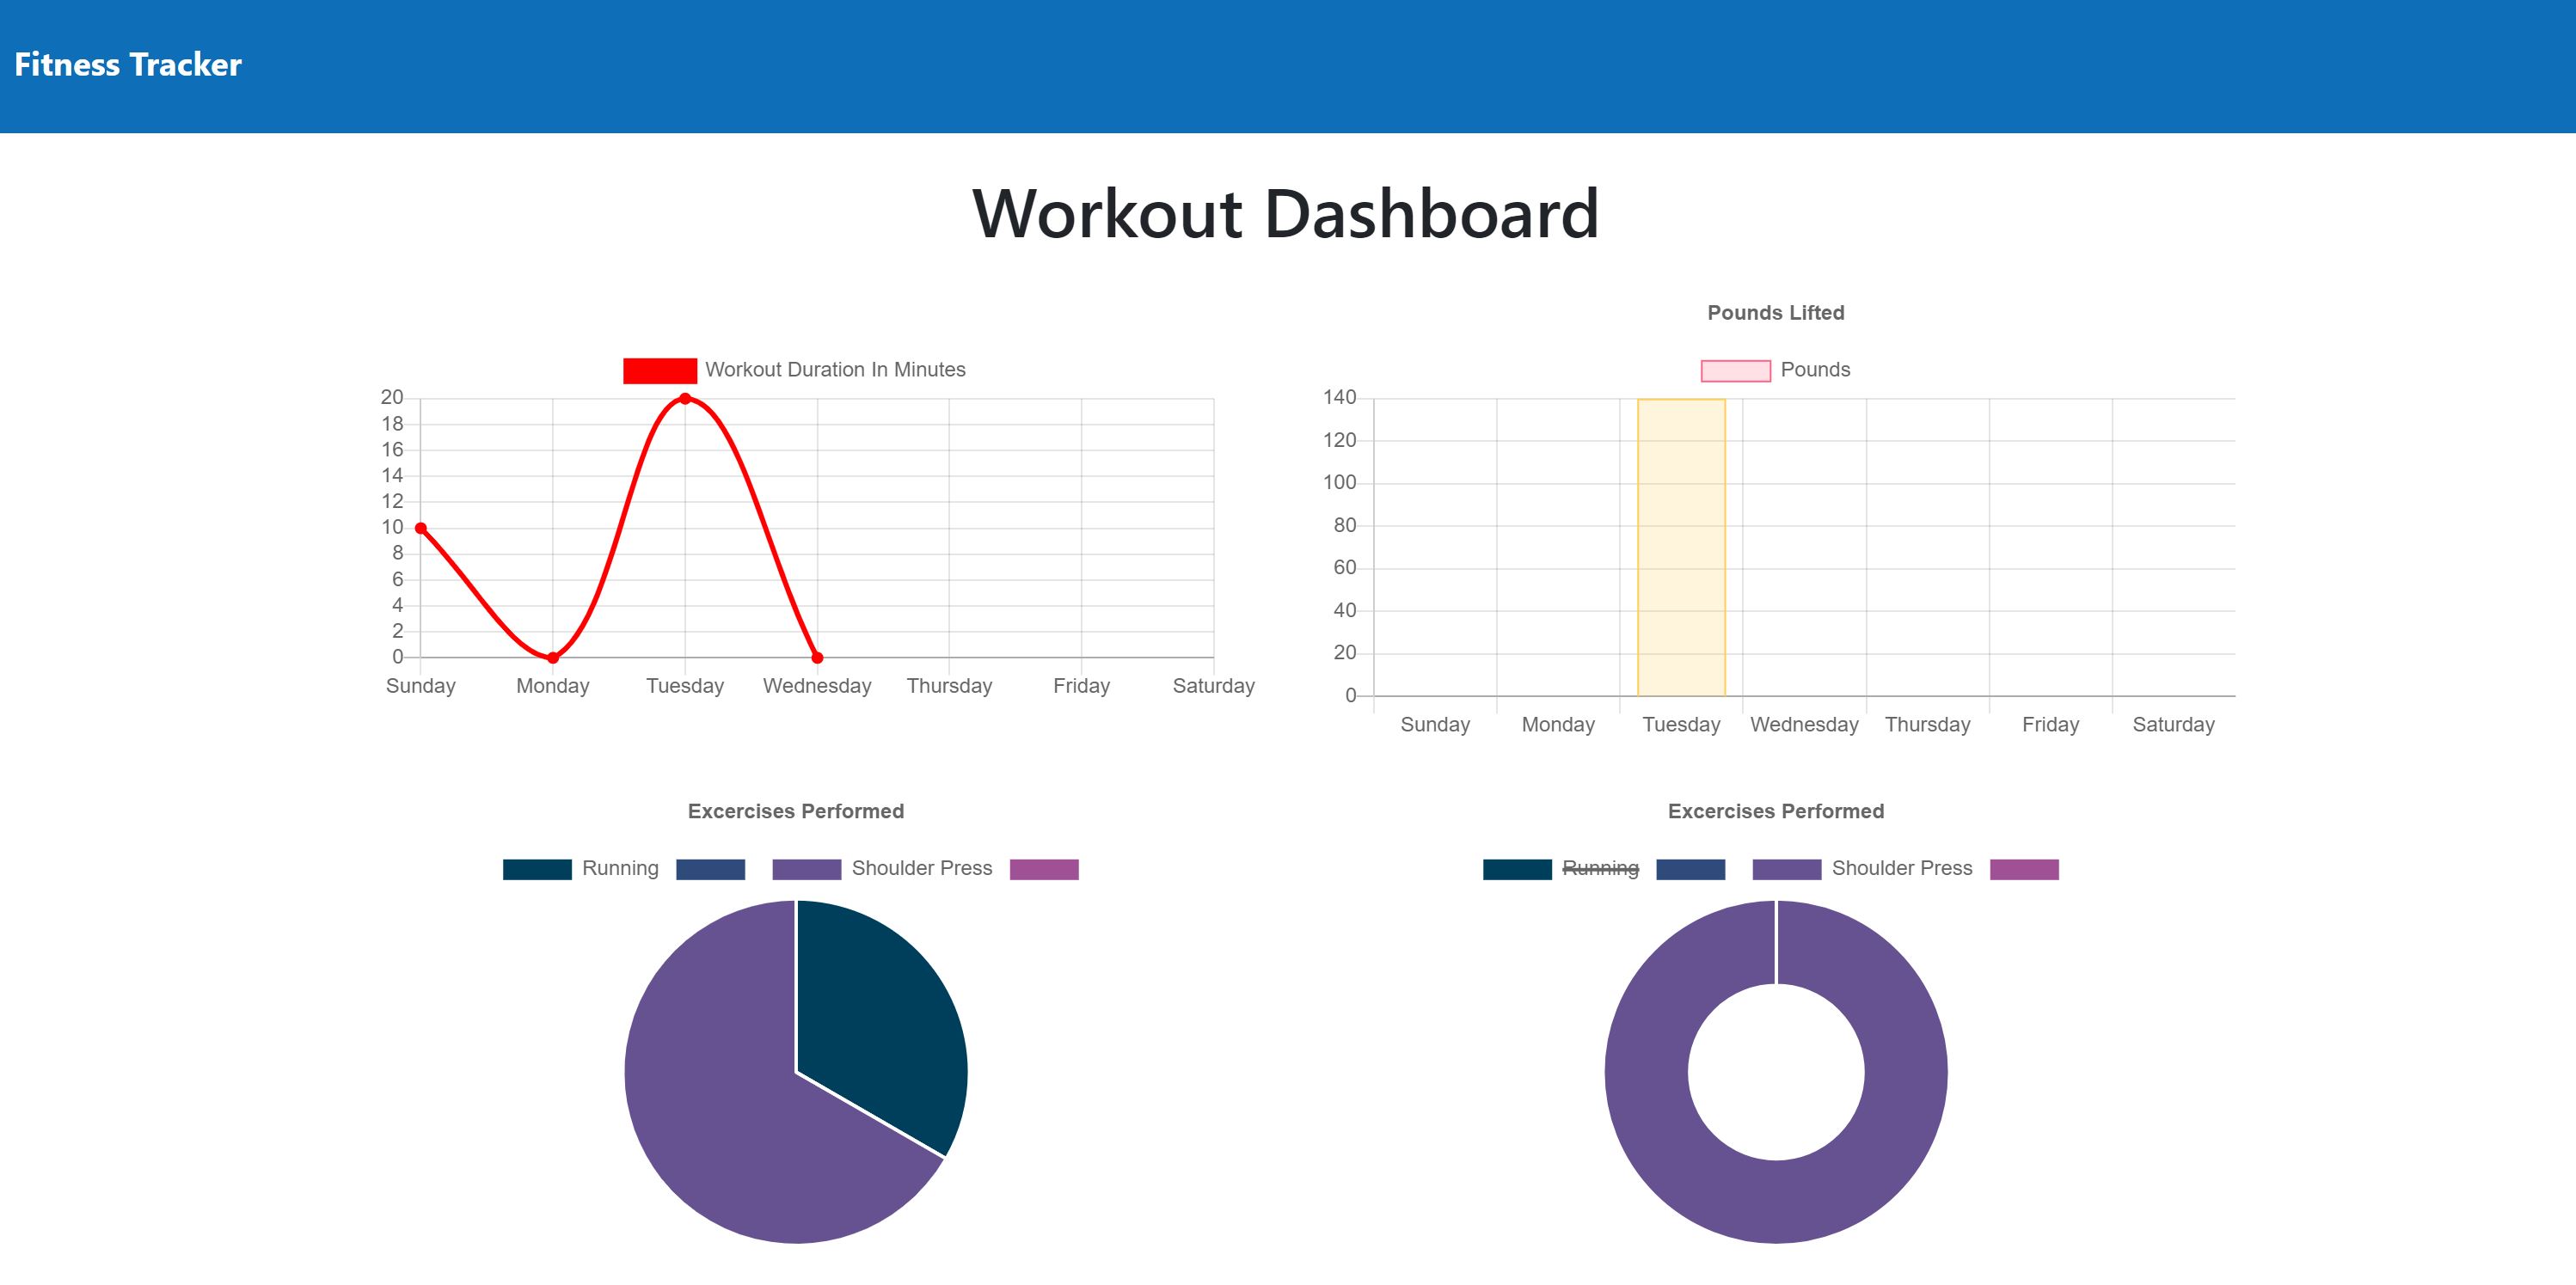 Fitness Tracker
Workout Dashboard
Workout Duration In Minutes
20
18
16
14
12
10
8
6
4
2
0
Sunday Monday Tuesday Wednesday Thursday Friday Saturday
Pounds Lifted
Pounds
140
120
100
80
60
40
20
0
Sunday Monday Tuesday Wednesday Thursday Friday Saturday
Excercises Performed
Running Shoulder Press
Excercises Performed
Running Shoulder Press